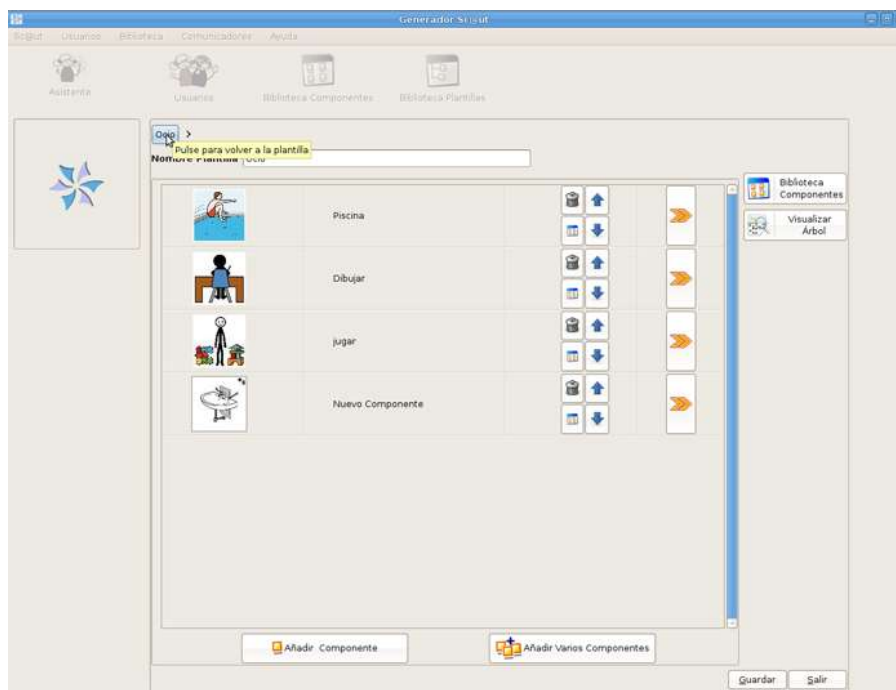 Generador Sc@ut
Sc@ut Usuarios Biblioteca Comunicadores Ayuda
Asistente
Usuarios
Biblioteca Componentes
Biblioteca Plantillas
Ocio >
Pulse para volver a la plantilla
Nombre Plantilla Ocio
Piscina
Dibujar
jugar
Nuevo Componente
Biblioteca
Componentes
Visualizar
Árbol
Añadir Componente
Añadir Varios Componentes
Guardar
Salir